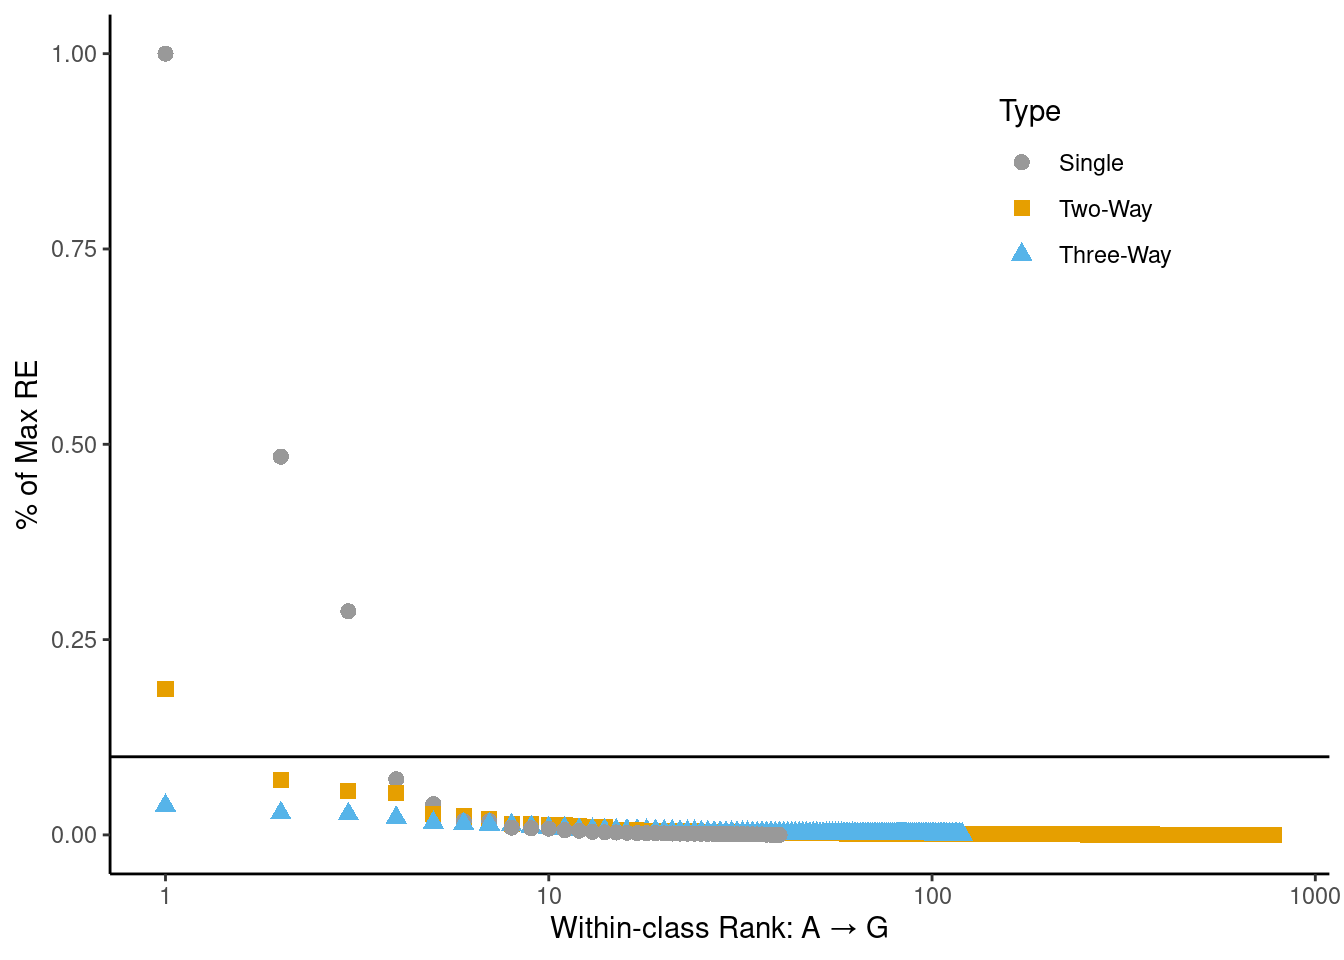 1.00
0.75
0.50
0.25
0.00
% of Max RE
Type
Single
Two-Way
Three-Way
1
10
100
1000
Within-class Rank: A → G